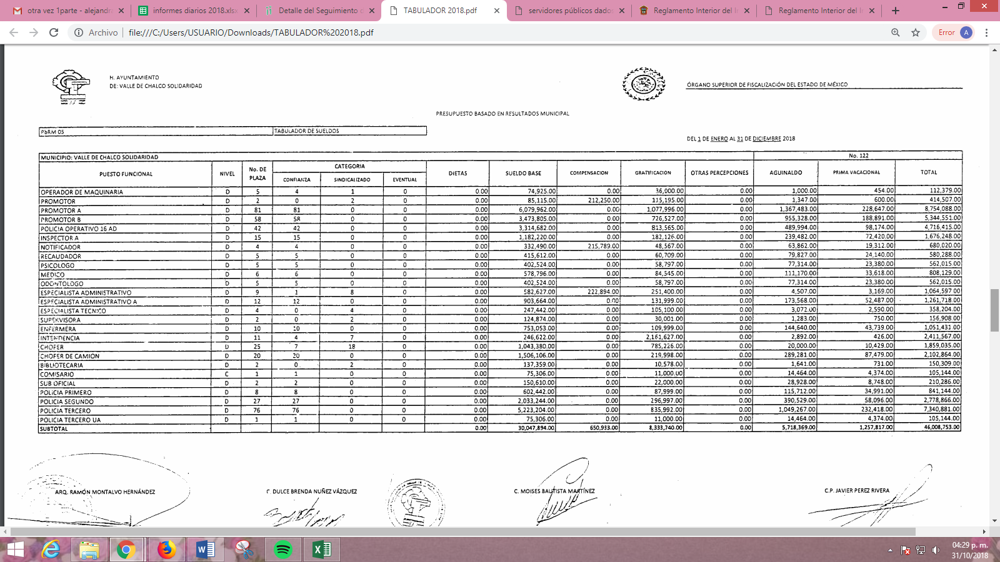 otra vez 1parte - alejandra
informes diarios 2018.xlsx
Detalle del Seguimiento d
TABULADOR 2018.pdf
servidores públicos dados
Reglamento Interior del I
Reglamento Interior del I
Archivo
file:///C:/Users/USUARIO/Downloads/TABULADOR%202018.pdf
Error A
H. AYUNTAMIENTO
DE: VALLE DE CHALCO SOLIDARIDAD
ÓRGANO SUPERIOR DE FISCALIZACIÓN DEL ESTADO DE MÉXICO
PRESUPUESTO BASADO EN RESULTADOS MUNICIPAL
PbRM 05 TABULADOR DE SUELDOS
DEL 1 DE ENERO AL 31 DE DICIEMBRE 2018
MUNICIPIO: VALLE DE CHALCO SOLIDARIDAD No. 122
PUESTO FUNCIONAL NIVEL No. DE PLAZA CATEGORIA CONFIANZA SINDICALIZADO EVENTUAL DIETAS SUELDO BASE COMPENSACION GRATIFICACION OTRAS PERCEPCIONES AGUINALDO PRIMA VACACIONAL TOTAL
OPERADOR DE MAQUINARIA D 5 4 1 0 0.00 74,925.00 0.00 36,000.00 0.00 1,000.00 454.00 112,379.00
PROMOTOR D 2 0 2 0 0.00 85,115.00 212,250.00 115,195.00 0.00 1,347.00 600.00 414,507.00
PROMOTOR A D 81 81 0 0 0.00 6,079,962.00 0.00 1,077,996.00 0.00 1,367,483.00 228,647.00 8,754,088.00
PROMOTOR B D 58 58 0 0 0.00 3,473,805.00 0.00 726,527.00 0.00 955,328.00 188,891.00 5,344,551.00
POLICIA OPERATIVO 16 AD D 42 42 0 0 0.00 3,314,682.00 0.00 813,565.00 0.00 489,994.00 98,174.00 4,716,415.00
INSPECTOR A D 15 15 0 0 0.00 1,182,220.00 0.00 182,126.00 0.00 239,482.00 72,420.00 1,676,248.00
NOTIFICADOR D 4 4 0 0 0.00 332,490.00 215,789.00 48,567.00 0.00 63,862.00 19,312.00 680,020.00
RECAUDADOR D 5 5 0 0 0.00 415,612.00 0.00 60,709.00 0.00 79,827.00 24,140.00 580,288.00
PSICOLOGO D 5 5 0 0 0.00 402,524.00 0.00 58,797.00 0.00 77,314.00 23,380.00 562,015.00
MEDICO D 6 6 0 0 0.00 578,796.00 0.00 84,545.00 0.00 111,170.00 33,618.00 808,129.00
ODONTOLOGO D 5 5 0 0 0.00 402,524.00 0.00 58,797.00 0.00 77,314.00 23,380.00 562,015.00
ESPECIALISTA ADMINISTRATIVO D 9 1 8 0 0.00 582,627.00 222,894.00 251,400.00 0.00 4,507.00 3,169.00 1,064,597.00
ESPECIALISTA ADMINISTRATIVO A D 12 12 0 0 0.00 903,664.00 0.00 131,999.00 0.00 173,568.00 52,487.00 1,261,718.00
ESPECIALISTA TECNICO D 4 0 4 0 0.00 247,442.00 0.00 105,100.00 0.00 3,072.00 2,590.00 358,204.00
SUPERVISORA D 2 0 2 0 0.00 124,874.00 0.00 30,001.00 0.00 1,283.00 750.00 156,908.00
ENFERMERA D 10 10 0 0 0.00 753,053.00 0.00 109,999.00 0.00 144,640.00 43,739.00 1,051,431.00
INTENDENCIA D 11 4 7 0 0.00 246,622.00 0.00 2,161,627.00 0.00 2,892.00 426.00 2,411,567.00
CHOFER D 25 7 18 0 0.00 1,043,380.00 0.00 785,226.00 0.00 20,000.00 10,429.00 1,859,035.00
CHOFER DE CAMION D 20 20 0 0 0.00 1,506,106.00 0.00 219,998.00 0.00 289,281.00 87,479.00 2,102,864.00
BIBLIOTECARIA D 2 0 2 0 0.00 137,359.00 0.00 10,578.00 0.00 1,641.00 731.00 150,309.00
COMISARIO C 1 1 0 0 0.00 75,306.00 0.00 11,000.00 0.00 14,464.00 4,374.00 105,144.00
SUB OFICIAL D 2 2 0 0 0.00 150,610.00 0.00 22,000.00 0.00 28,928.00 8,748.00 210,286.00
POLICIA PRIMERO D 8 8 0 0 0.00 602,442.00 0.00 87,999.00 0.00 115,712.00 34,991.00 841,144.00
POLICIA SEGUNDO D 27 27 0 0 0.00 2,033,244.00 0.00 296,997.00 0.00 390,529.00 58,096.00 2,778,866.00
POLICIA TERCERO D 76 76 0 0 0.00 5,223,204.00 0.00 835,992.00 0.00 1,049,267.00 232,418.00 7,340,881.00
POLICIA TERCERO UA D 1 1 0 0 0.00 75,306.00 0.00 11,000.00 0.00 14,464.00 4,374.00 105,144.00
SUBTOTAL 0.00 30,047,894.00 650,933.00 8,333,740.00 0.00 5,718,369.00 1,257,817.00 46,008,753.00
ARQ. RAMÓN MONTALVO HERNÁNDEZ
C. DULCE BRENDA NUÑEZ VÁZQUEZ
C. MOISES BAUTISTA MARTÍNEZ
C.P. JAVIER PEREZ RIVERA
04:29 p. m.
31/10/2018